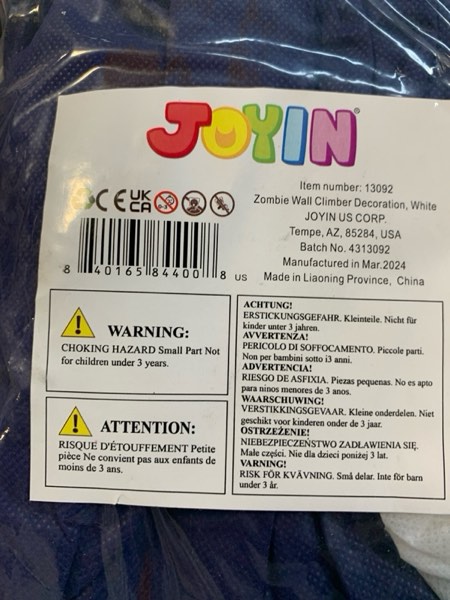 JOYIN®
CE UK CA
Item number: 13092
Zombie Wall Climber Decoration, White
JOYIN US CORP.
Tempe, AZ, 85284, USA
Batch No. 4313092
Manufactured in Mar.2024
Made in Liaoning Province, China
8 40165 84400 8 US
WARNING:
CHOKING HAZARD Small Part Not
for children under 3 years.
ATTENTION:
RISQUE D'ÉTOUFFEMENT Petite
pièce Ne convient pas aux enfants de
moins de 3 ans.
ACHTUNG!
ERSTICKUNGSGEFAHR. Kleinteile. Nicht für
kinder unter 3 jahren.
AVVERTENZA!
PERICOLO DI SOFFOCAMENTO. Piccole parti.
Non per bambini sotto i3 anni.
ADVERTENCIA!
RIESGO DE ASFIXIA. Piezas pequenas. No es apto
para ninos menores de 3 anos.
WAARSCHUWING!
VERSTIKKINGSGEVAAR. Kleine onderdelen. Niet
geschikt voor kinderen onder de 3 jaar.
OSTRZEŻENIE!
NIEBEZPIECZEŃSTWO ZADŁAWIENIA SIĘ.
Małe części. Nie dla dzieci poniżej 3 lat.
VARNING!
RISK FÖR KVÄVNING. Små delar. Inte för barn
under 3 år.